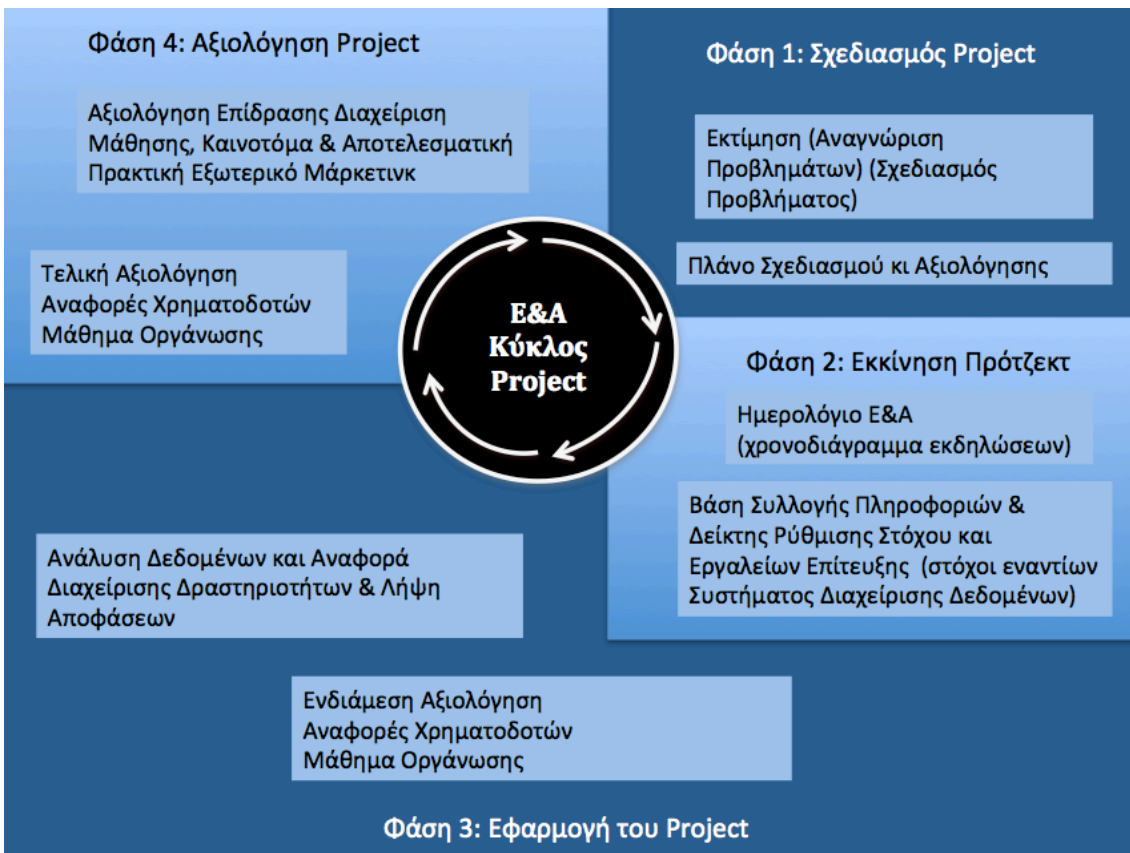 Φάση 4: Αξιολόγηση Project
Αξιολόγηση Επίδρασης Διαχείριση
Μάθησης, Καινοτόμα & Αποτελεσματική
Πρακτική Εξωτερικό Μάρκετινκ
Τελική Αξιολόγηση
Αναφορές Χρηματοδοτών
Μάθημα Οργάνωσης
Φάση 1: Σχεδιασμός Project
Εκτίμηση (Αναγνώριση
Προβλημάτων) (Σχεδιασμός
Προβλήματος)
Πλάνο Σχεδιασμού κι Αξιολόγησης
Ε&Α
Κύκλος
Project
Φάση 2: Εκκίνηση Πρότζεκτ
Ημερολόγιο Ε&Α
(χρονοδιάγραμμα εκδηλώσεων)
Βάση Συλλογής Πληροφοριών &
Δείκτης Ρύθμισης Στόχου και
Εργαλείων Επίτευξης (στόχοι εναντίων
Συστήματος Διαχείρισης Δεδομένων)
Ανάλυση Δεδομένων και Αναφορά
Διαχείρισης Δραστηριοτήτων & Λήψη
Αποφάσεων
Ενδιάμεση Αξιολόγηση
Αναφορές Χρηματοδοτών
Μάθημα Οργάνωσης
Φάση 3: Εφαρμογή του Project